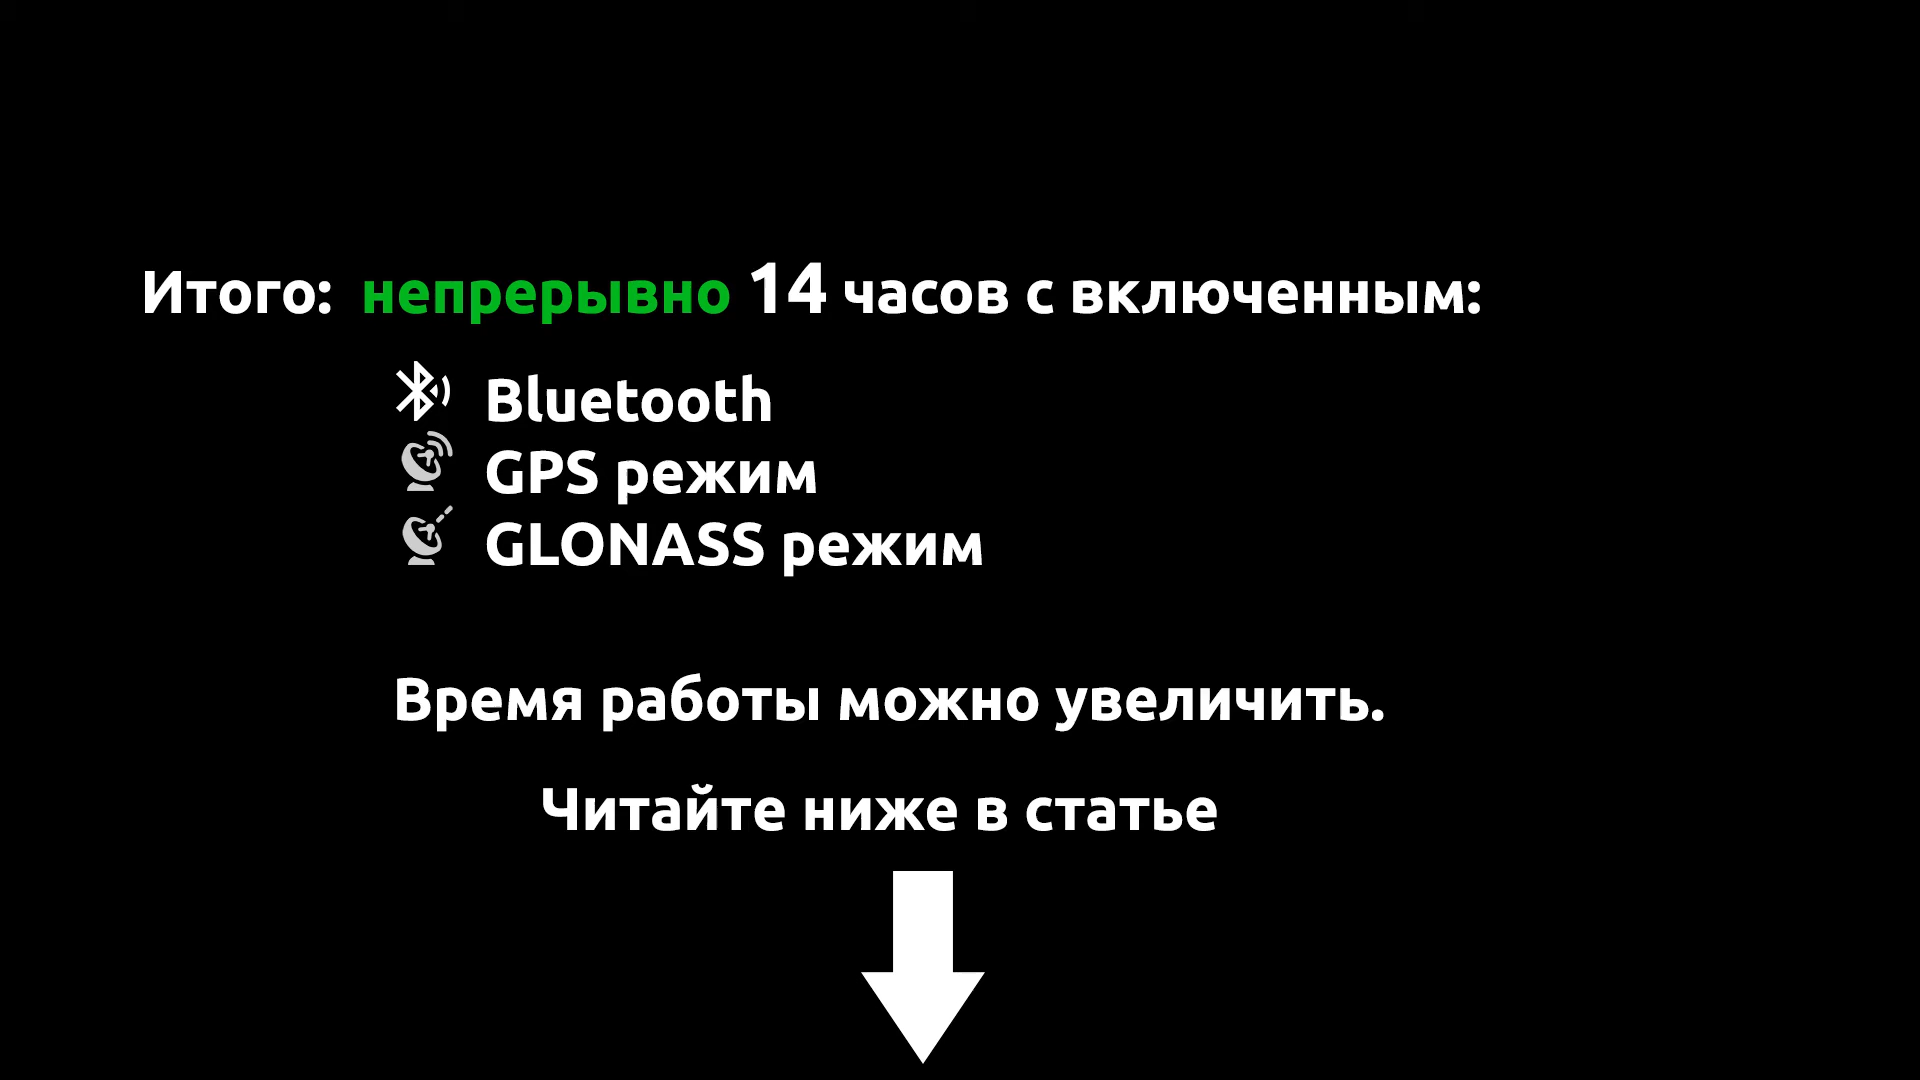 Итого: непрерывно 14 часов с включенным:
Bluetooth
GPS режим
GLONASS режим
Время работы можно увеличить.
Читайте ниже в статье